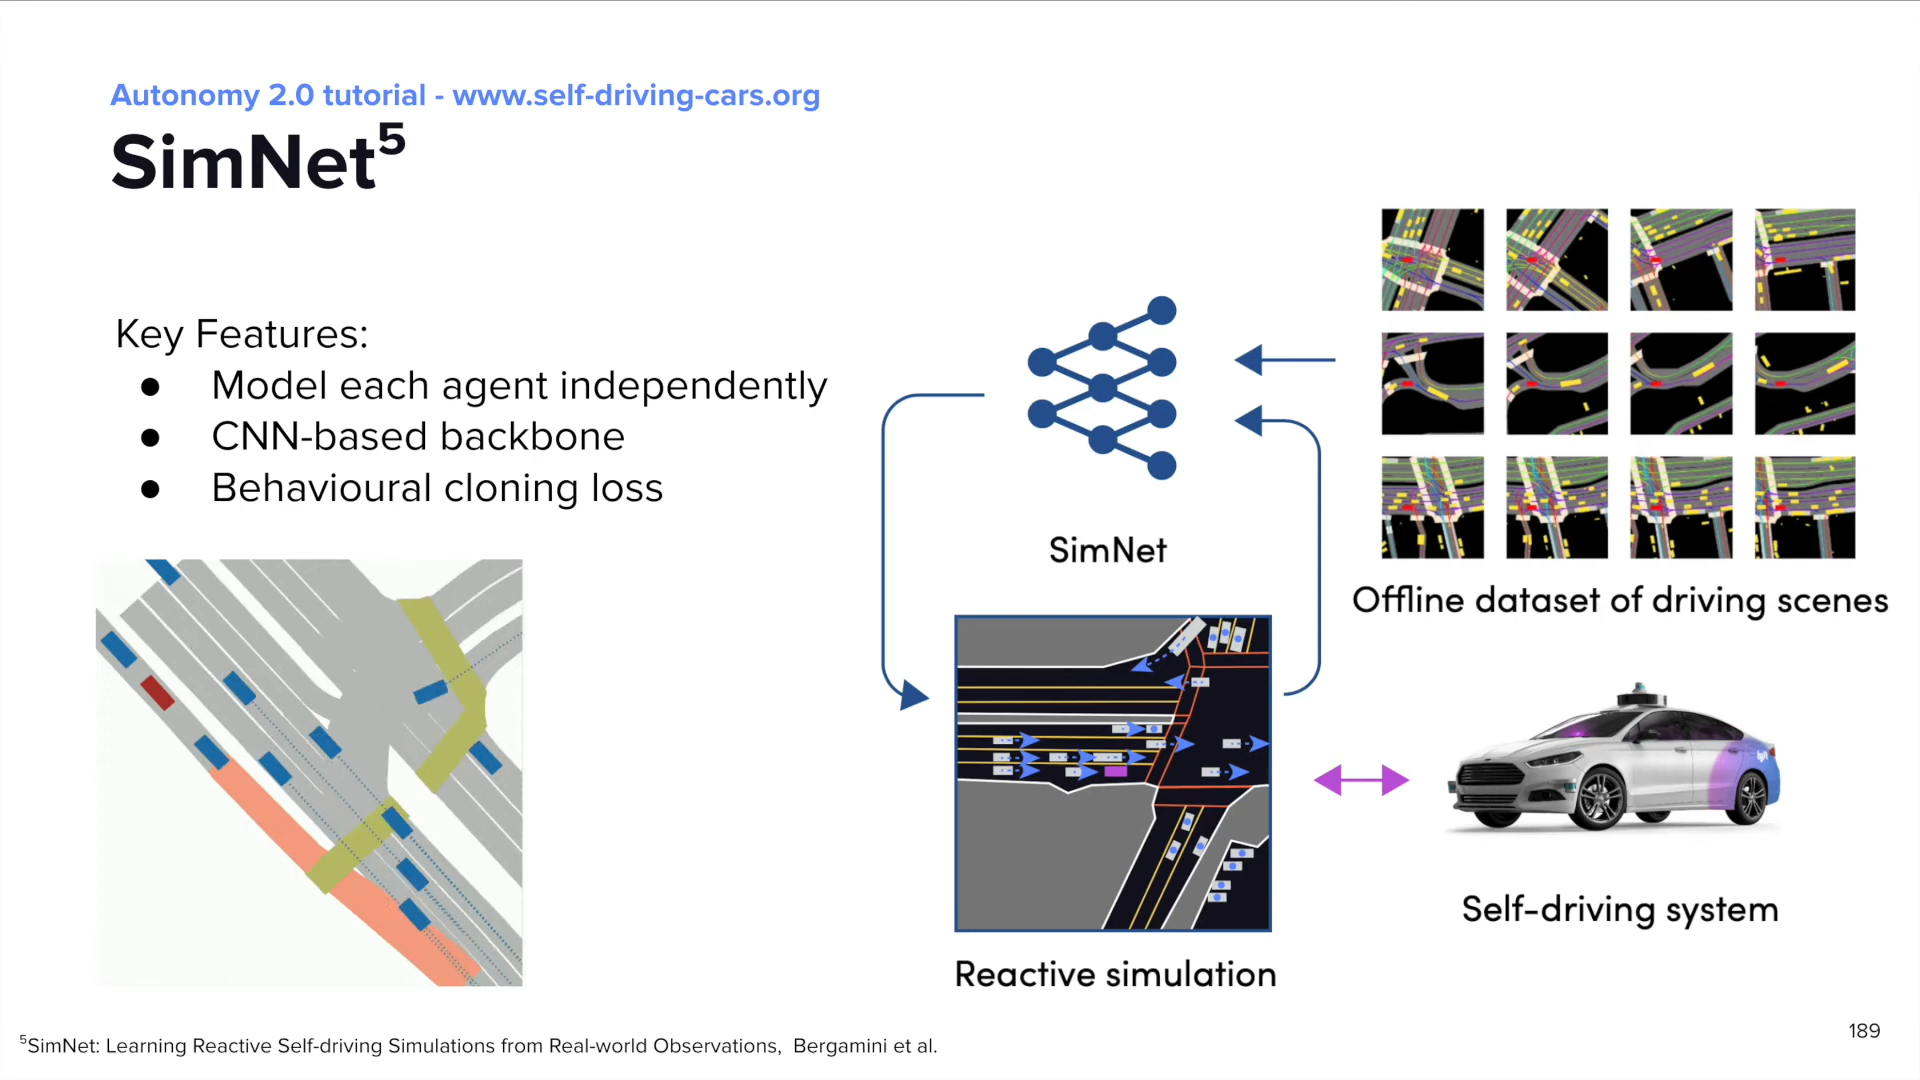 Autonomy 2.0 tutorial - www.self-driving-cars.org
SimNet⁵
Key Features:
● Model each agent independently
● CNN-based backbone
● Behavioural cloning loss
SimNet
Offline dataset of driving scenes
lyft
Self-driving system
Reactive simulation
⁵SimNet: Learning Reactive Self-driving Simulations from Real-world Observations, Bergamini et al.
189